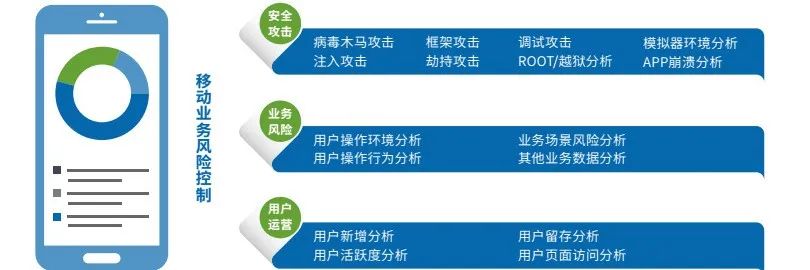 移动业务风险控制
安全
攻击
病毒木马攻击 框架攻击 调试攻击 模拟器环境分析
注入攻击 劫持攻击 ROOT/越狱分析 APP崩溃分析
业务
风险
用户操作环境分析 业务场景风险分析
用户操作行为分析 其他业务数据分析
用户
运营
用户新增分析 用户留存分析
用户活跃度分析 用户页面访问分析